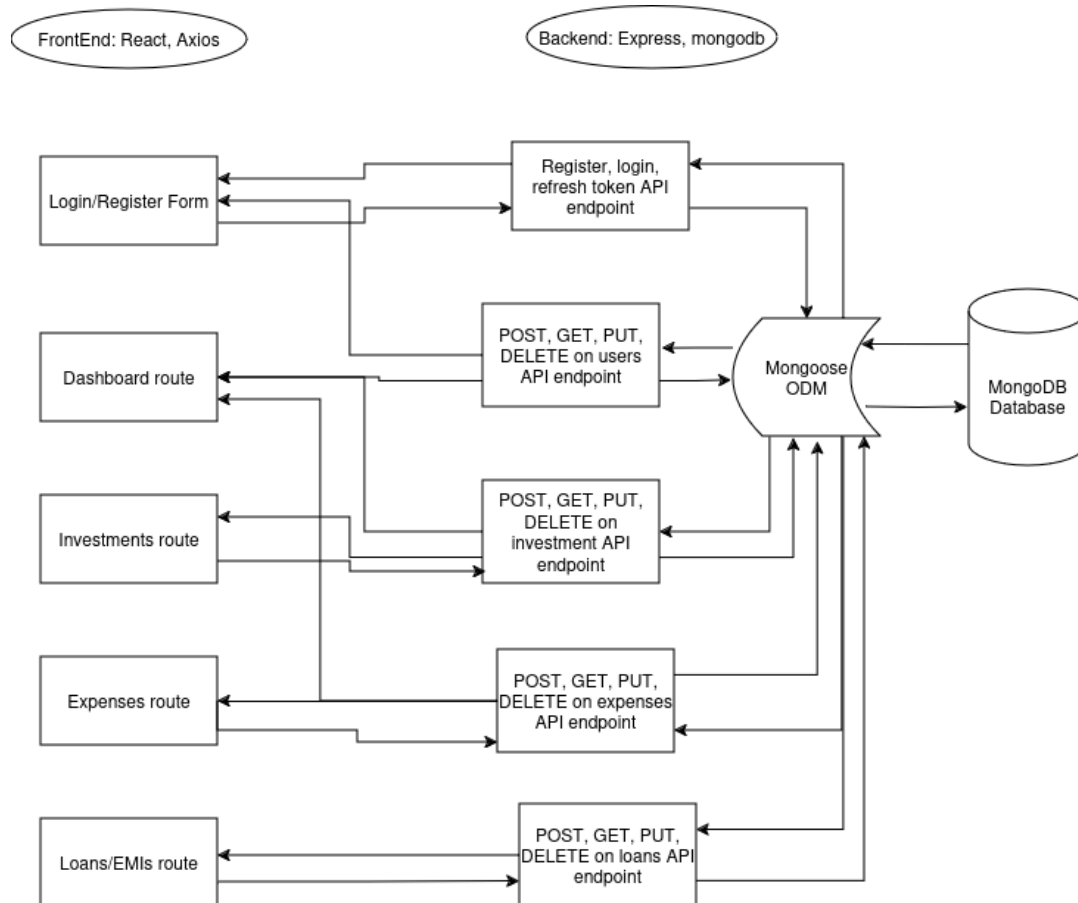 FrontEnd: React, Axios
Backend: Express, mongodb
Login/Register Form
Register, login,
refresh token API
endpoint
Dashboard route
POST, GET, PUT,
DELETE on users
API endpoint
Mongoose
ODM
MongoDB
Database
Investments route
POST, GET, PUT,
DELETE on
investment API
endpoint
Expenses route
POST, GET, PUT,
DELETE on expenses
API endpoint
Loans/EMIs route
POST, GET, PUT,
DELETE on loans API
endpoint